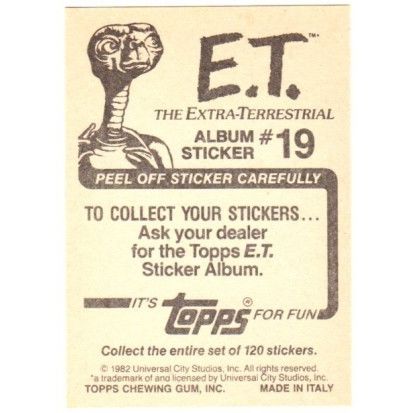 E.T.™
THE EXTRA-TERRESTRIAL
ALBUM
STICKER #19
PEEL OFF STICKER CAREFULLY
TO COLLECT YOUR STICKERS...
Ask your dealer
for the Topps E.T.
Sticker Album.
IT'S topps® FOR FUN
Collect the entire set of 120 stickers.
© 1982 Universal City Studios, Inc. All rights reserved.
*a trademark of and licensed by Universal City Studios, Inc.
TOPPS CHEWING GUM, INC. MADE IN ITALY